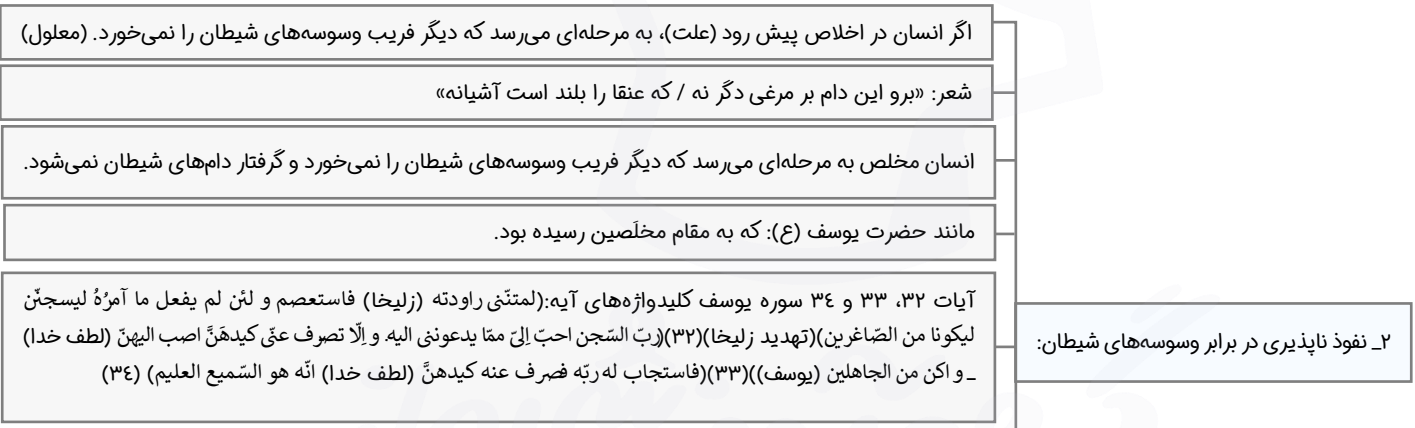 اگر انسان در اخلاص پیش رود (علت)، به مرحله‌ای می‌رسد که دیگر فریب وسوسه‌های شیطان را نمی‌خورد. (معلول)
شعر: «برو این دام بر مرغی دگر نه / که عنقا را بلند است آشیانه»
انسان مخلص به مرحله‌ای می‌رسد که دیگر فریب وسوسه‌های شیطان را نمی‌خورد و گرفتار دام‌های شیطان نمی‌شود.
مانند حضرت یوسف (ع): که به مقام مخلَصین رسیده بود.
۲ـ نفوذ ناپذیری در برابر وسوسه‌های شیطان:
آیات ۳۲، ۳۳ و ۳٤ سوره یوسف کلیدواژه‌های آیه:(لمتنّنی راودته (زلیخا) فاستعصم و لئن لم یفعل ما آمرُهُ لیسجننّ
لیکونا من الصّاغرین)(تهدید زلیخا)(۳۲)(ربّ السّجن احبّ اِلیّ ممّا یدعوننی الیه و اِلّا تصرف عنّی کیدهَنَّ اصب الیهنّ (لطف خدا)
ـ و اکن من الجاهلین (یوسف))(۳۳)(فاستجاب له ربّه فصرف عنه کیدهنَّ (لطف خدا) انّه هو السّمیع العلیم) (۳٤)